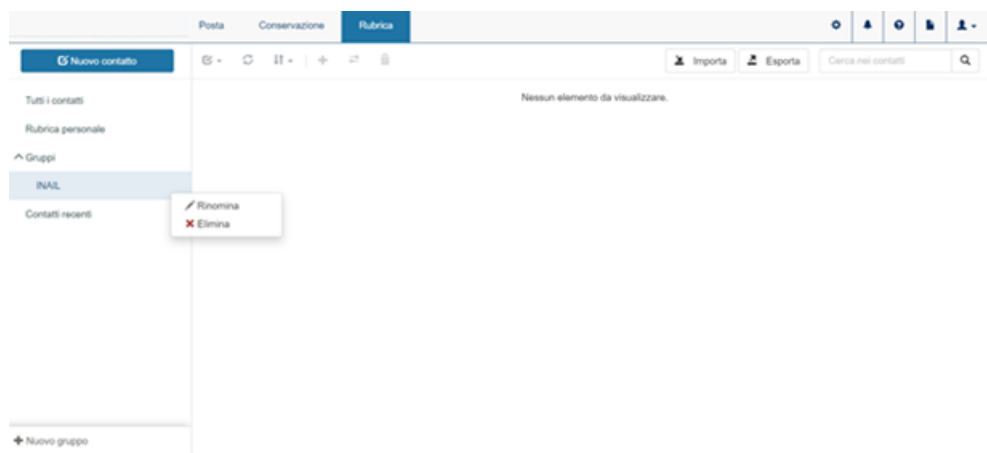 Posta Conservazione Rubrica
Nuovo contatto
Importa Esporta Cerca nei contatti
Tutti i contatti
Nessun elemento da visualizzare.
Rubrica personale
Gruppi
INAIL
Rinomina
Contatti recenti
Elimina
Nuovo gruppo